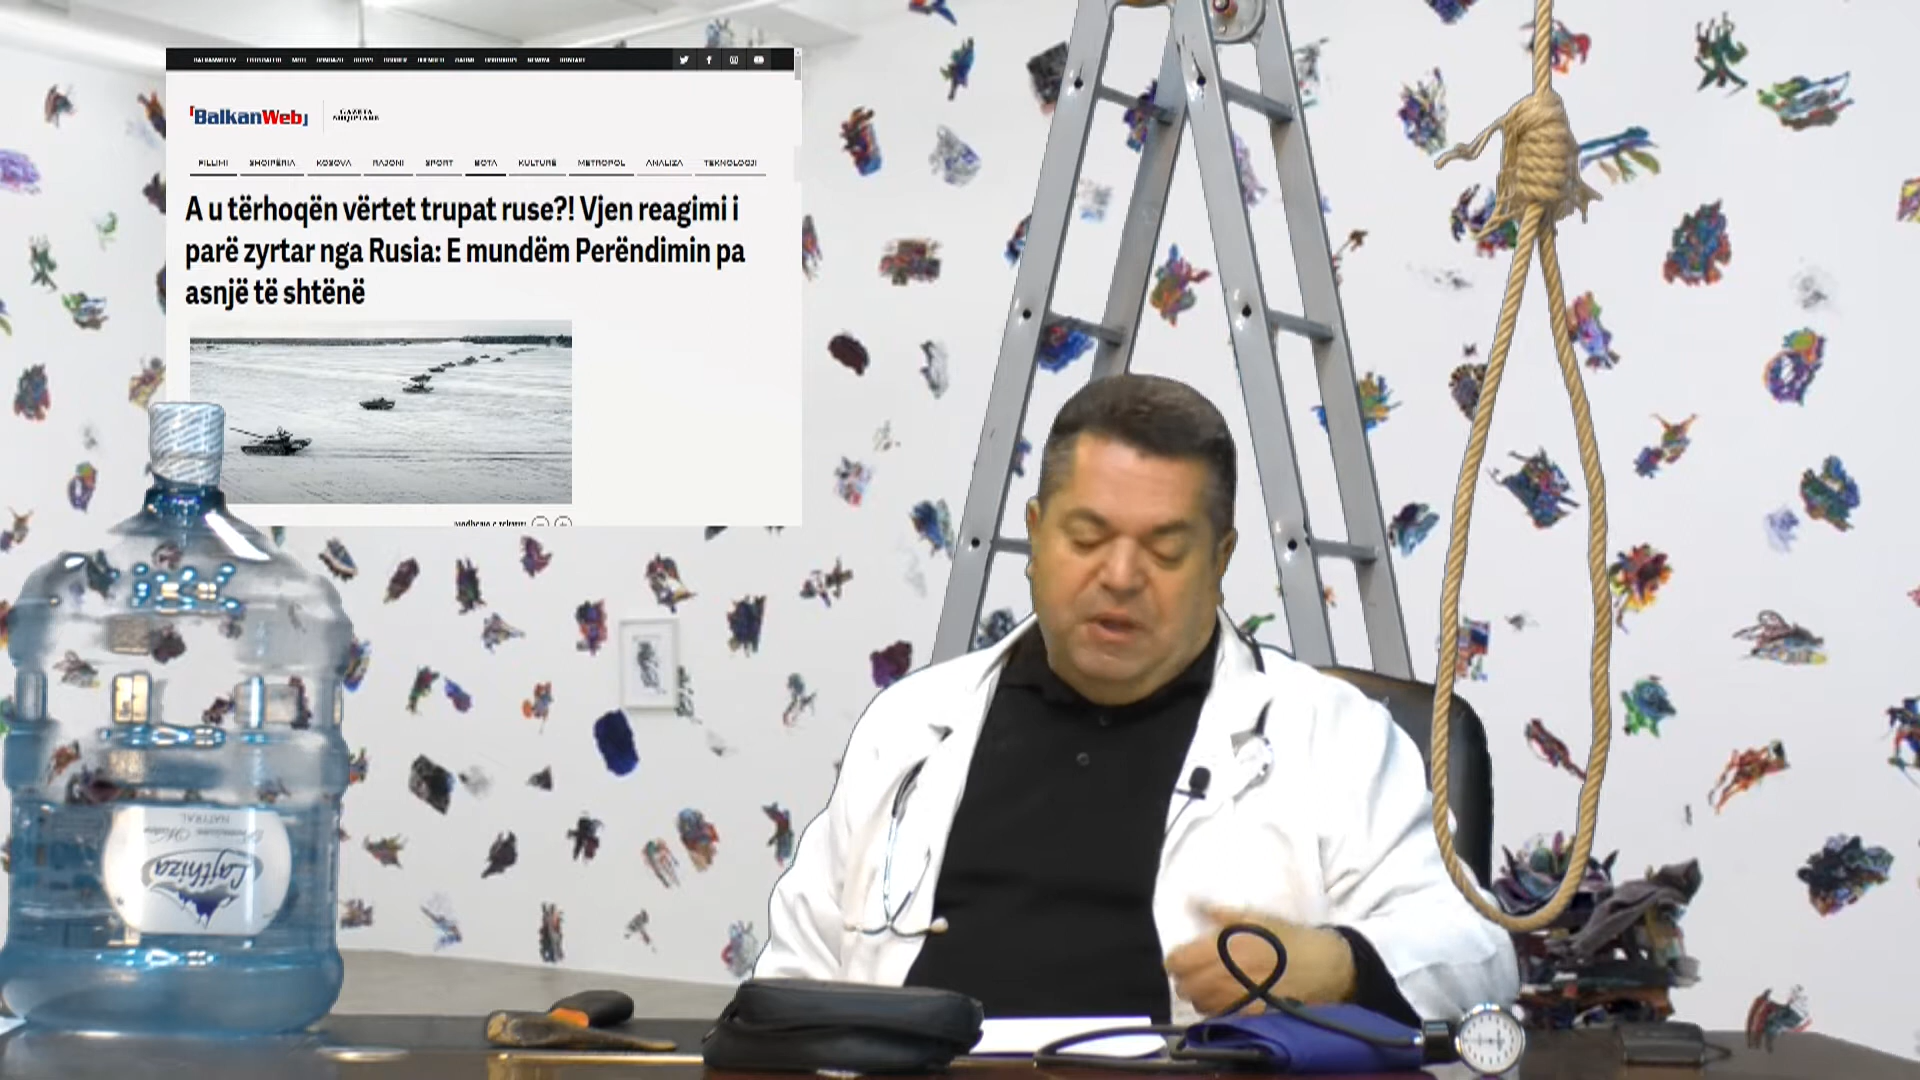 BalkanWeb
GAZETA
SHQIPTARE
FILLIMI SHQIPËRIA KOSOVA RAJONI SPORT BOTA KULTURË METROPOL ANALIZA TEKNOLOGJI
A u tërhoqën vërtet trupat ruse?! Vjen reagimi i
parë zyrtar nga Rusia: E mundëm Perëndimin pa
asnjë të shtënë
Lajthiza
NATYRAL